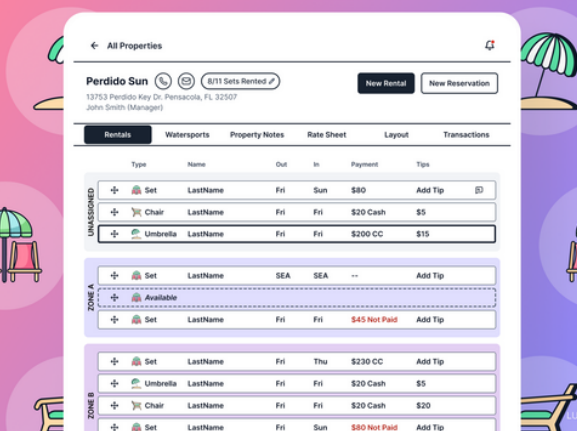 All Properties
Perdido Sun 8/11 Sets Rented
New Rental New Reservation
13753 Perdido Key Dr. Pensacola, FL 32507
John Smith (Manager)
Rentals Watersports Property Notes Rate Sheet Layout Transactions
Type Name Out In Payment Tips
UNASSIGNED
Set LastName Fri Sun $80 Add Tip
Chair LastName Fri Fri $20 Cash $5
Umbrella LastName Fri Fri $200 CC $15
ZONE A
Set LastName SEA SEA -- Add Tip
Available
Set LastName Fri Fri $45 Not Paid Add Tip
ZONE B
Set LastName Fri Thu $230 CC Add Tip
Umbrella LastName Fri Fri $20 Cash $5
Chair LastName Fri Fri $20 Cash $20
Set LastName Fri Sun $80 Not Paid Add Tip